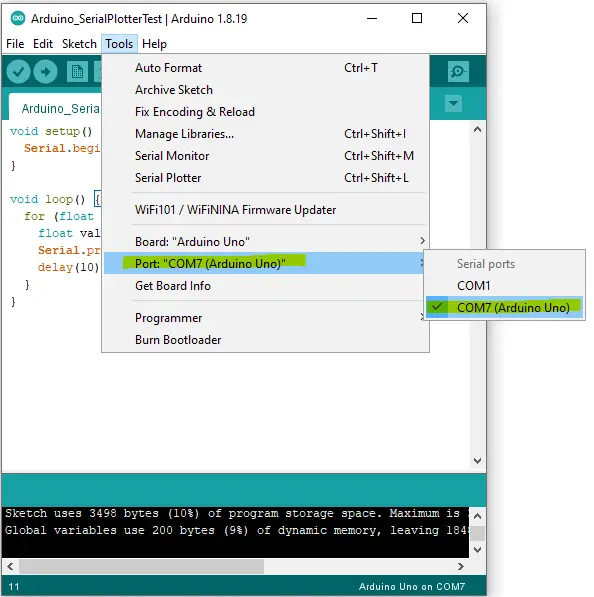 Arduino_SerialPlotterTest | Arduino 1.8.19
File Edit Sketch Tools Help
Auto Format Ctrl+T
Archive Sketch
Fix Encoding & Reload
Manage Libraries... Ctrl+Shift+I
Serial Monitor Ctrl+Shift+M
Serial Plotter Ctrl+Shift+L
WiFi101 / WiFiNINA Firmware Updater
Board: "Arduino Uno"
Port: "COM7 (Arduino Uno)"
Get Board Info
Programmer
Burn Bootloader
Serial ports
COM1
COM7 (Arduino Uno)
Arduino_Seria
void setup()
Serial.begi
}
void loop() {
for (float
float val
Serial.pr
delay(10)
}
}
Sketch uses 3498 bytes (10%) of program storage space. Maximum is
Global variables use 200 bytes (9%) of dynamic memory, leaving 184
11 Arduino Uno on COM7